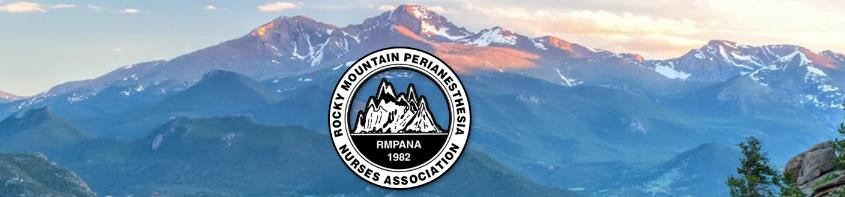 ROCKY MOUNTAIN PERIANESTHESIA
RMPANA
1982
NURSES ASSOCIATION